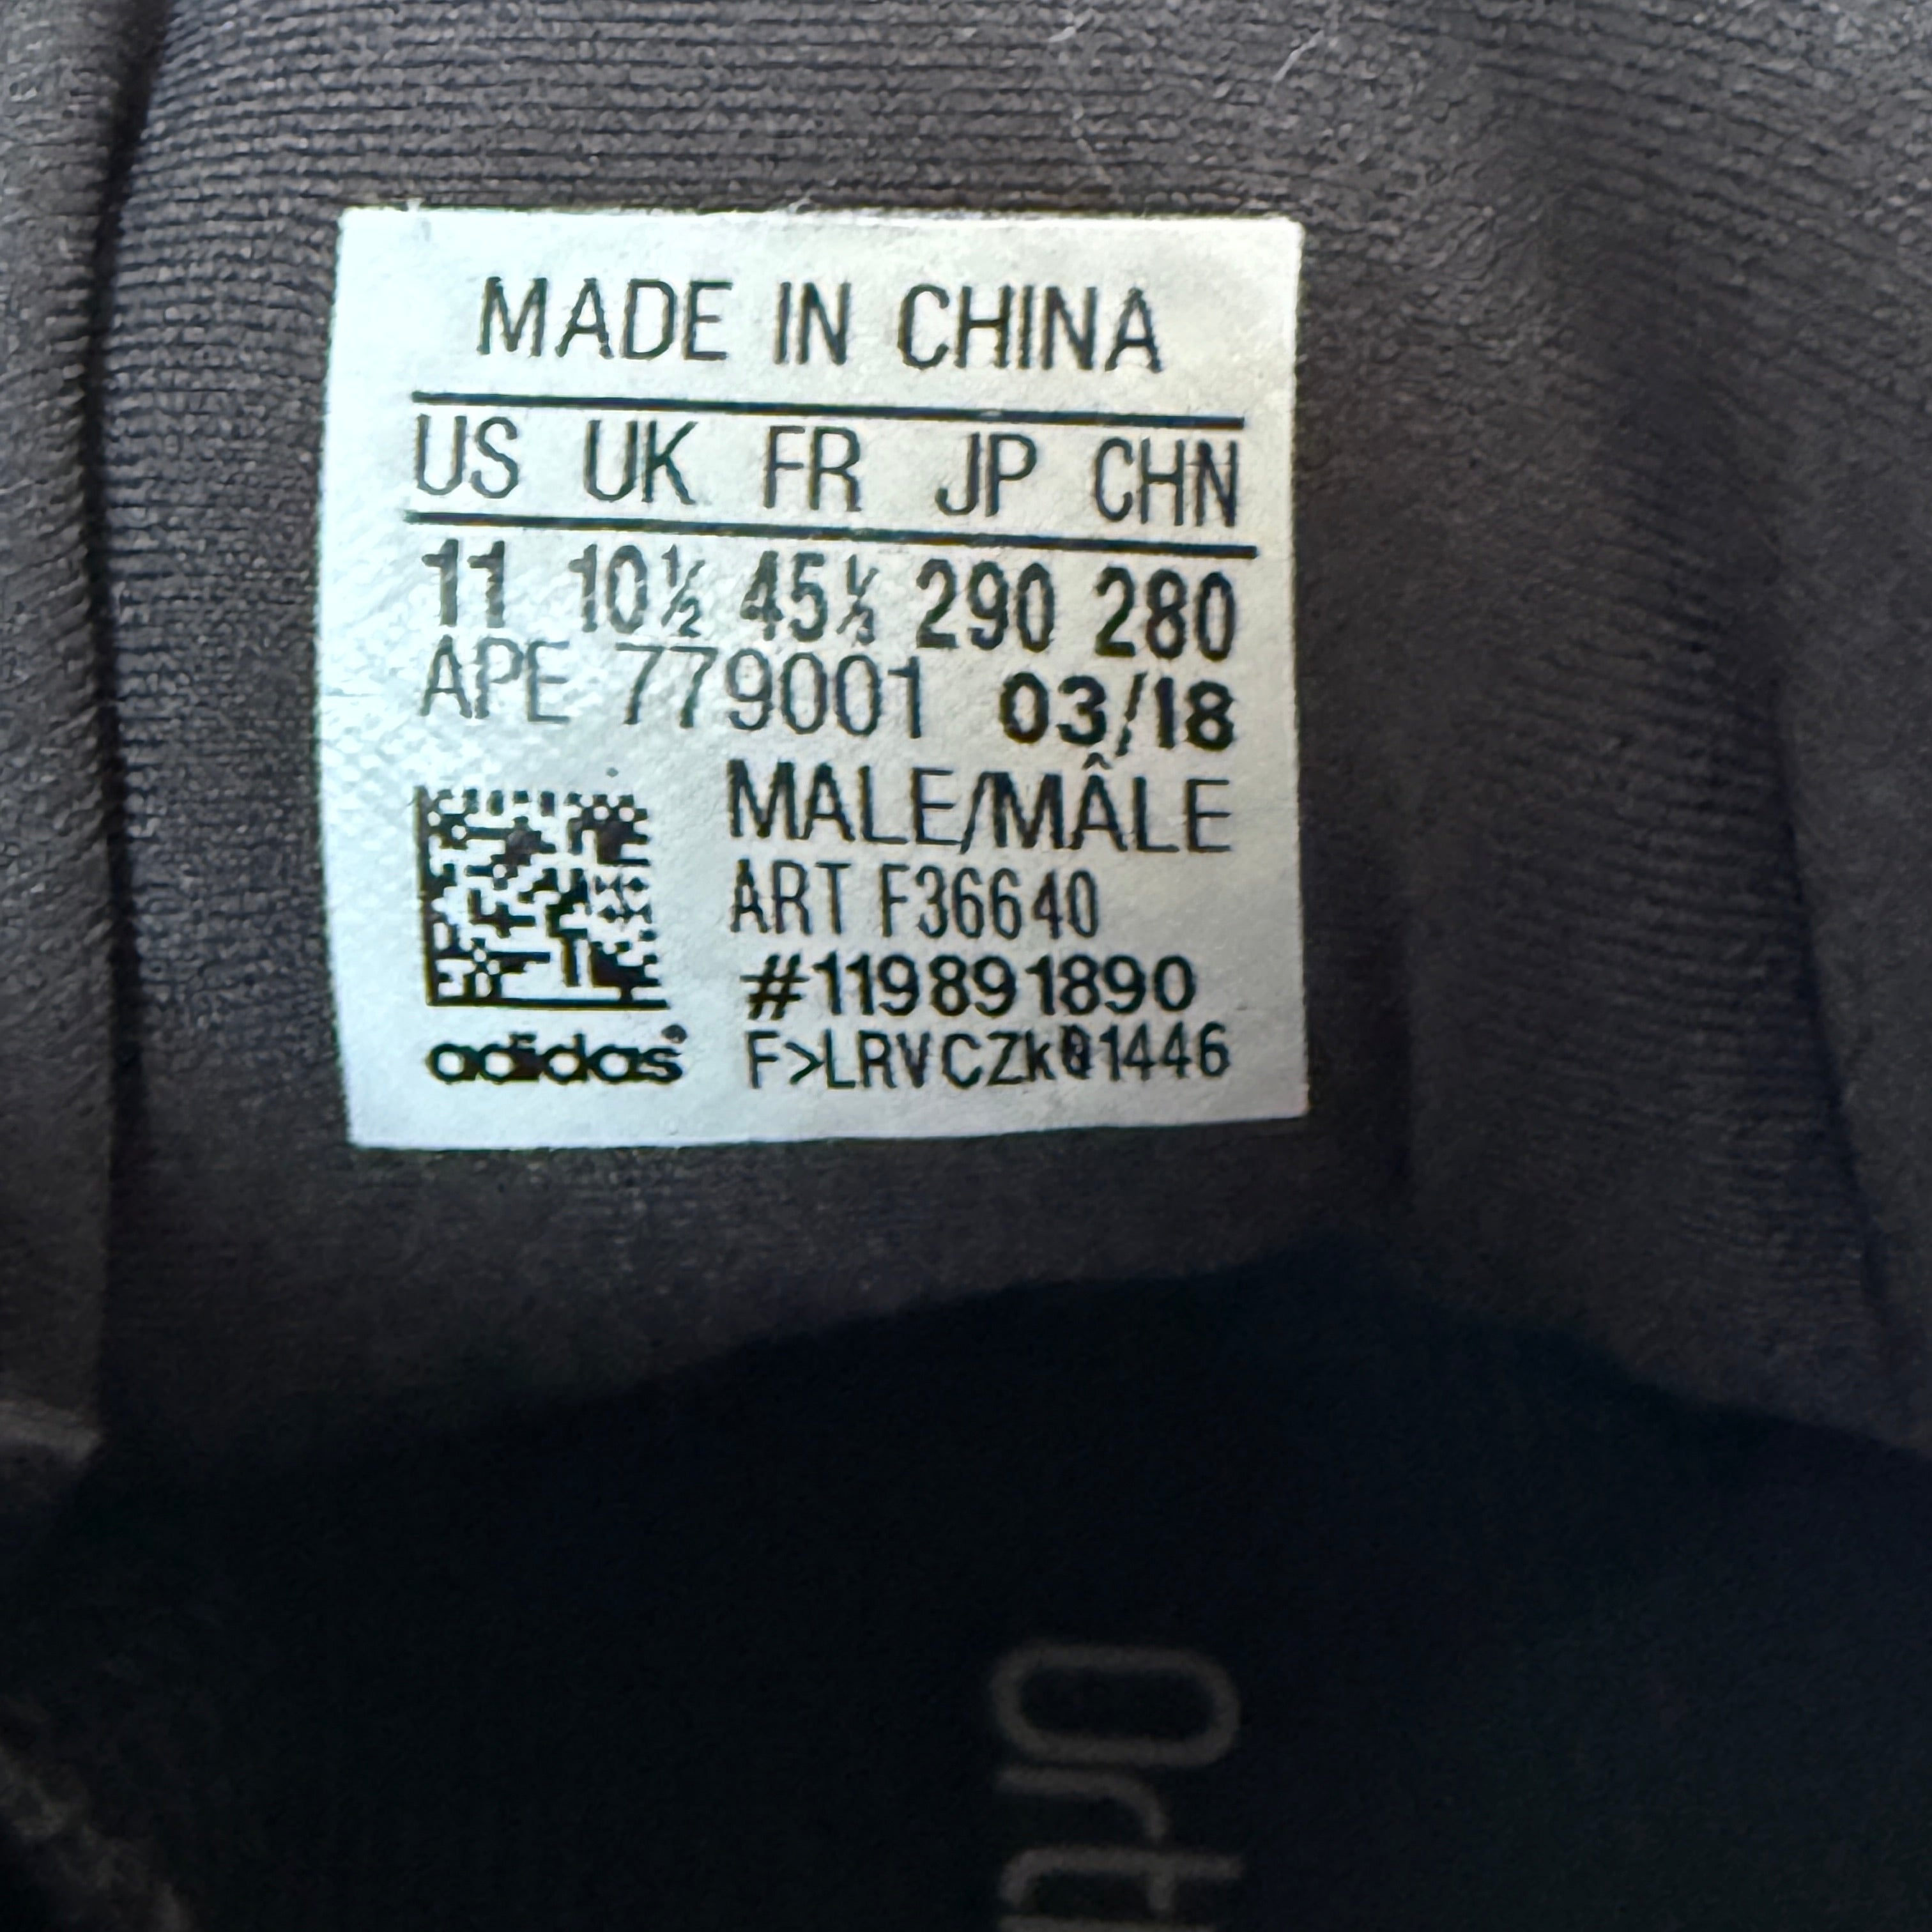 MADE IN CHINA
US UK FR JP CHN
11 10½ 45⅓ 290 280
APE 779001 03/18
MALE/MÂLE
ART F36640
#119891890
adidas
Ort